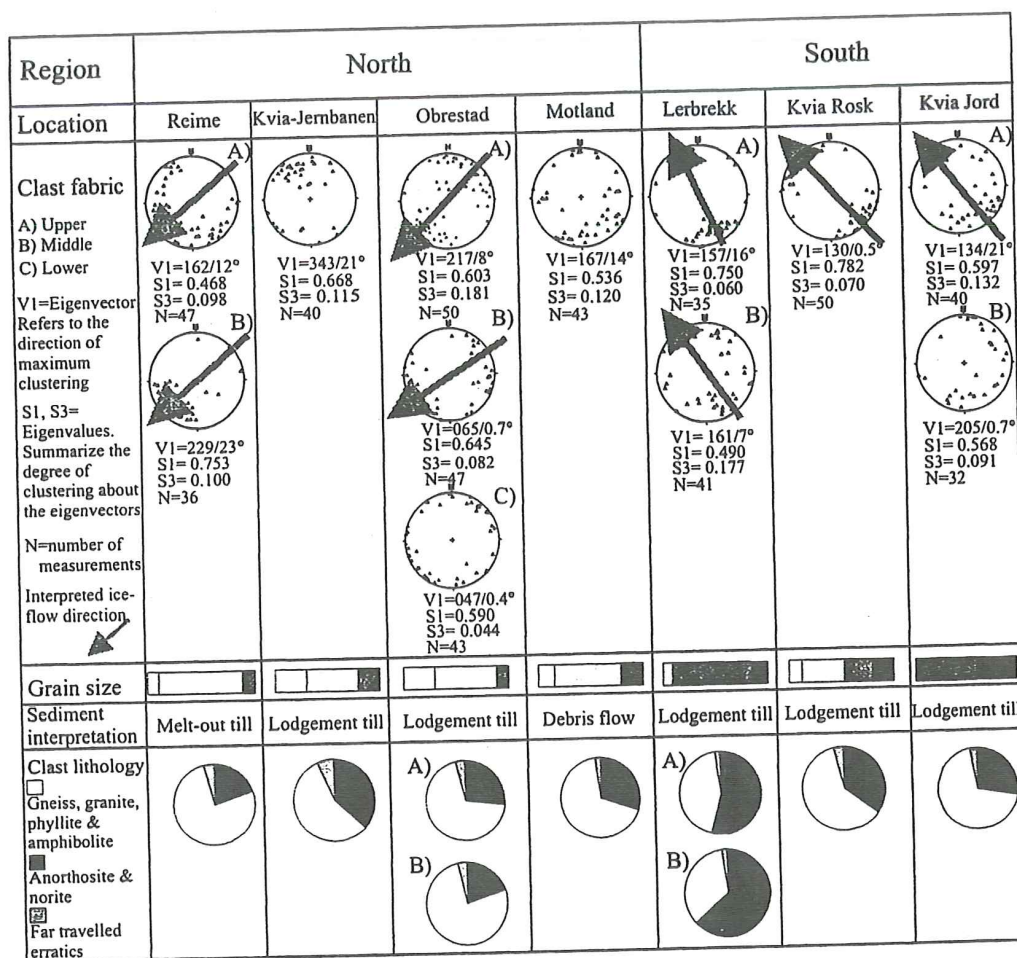 Region
North
South
Location
Reime
Kvia-Jernbanen
Obrestad
Motland
Lerbrekk
Kvia Rosk
Kvia Jord
Clast fabric
A) Upper
B) Middle
C) Lower
V1=Eigenvector
Refers to the
direction of
maximum
clustering
S1, S3=
Eigenvalues.
Summarize the
degree of
clustering about
the eigenvectors
N=number of
measurements
Interpreted ice-
flow direction
A)
V1=162/12°
S1=0.468
S3=0.098
N=47
B)
V1=229/23°
S1=0.753
S3=0.100
N=36
V1=343/21°
S1=0.668
S3=0.115
N=40
N
A)
V1=217/8°
S1=0.603
S3=0.181
N=50
B)
V1=065/0.7°
S1=0.645
S3=0.082
N=47
C)
V1=047/0.4°
S1=0.590
S3=0.044
N=43
V1=167/14°
S1=0.536
S3=0.120
N=43
A)
V1=157/16°
S1=0.750
S3=0.060
N=35
B)
V1= 161/7°
S1=0.490
S3=0.177
N=41
V1=130/0.5°
S1=0.782
S3=0.070
N=50
A)
V1=134/21°
S1=0.597
S3=0.132
N=40
B)
V1=205/0.7°
S1=0.568
S3=0.091
N=32
Grain size
Sediment
interpretation
Melt-out till
Lodgement till
Lodgement till
Debris flow
Lodgement till
Lodgement till
Lodgement till
Clast lithology
Gneiss, granite,
phyllite &
amphibolite
Anorthosite &
norite
Far travelled
erratics
A)
B)
A)
B)